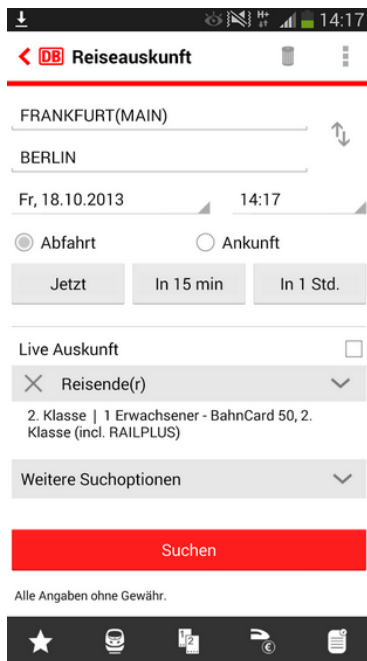 14:17
DB Reiseauskunft
FRANKFURT(MAIN)
BERLIN
Fr, 18.10.2013 14:17
Abfahrt Ankunft
Jetzt In 15 min In 1 Std.
Live Auskunft
Reisende(r)
2. Klasse | 1 Erwachsener - BahnCard 50, 2.
Klasse (incl. RAILPLUS)
Weitere Suchoptionen
Suchen
Alle Angaben ohne Gewähr.